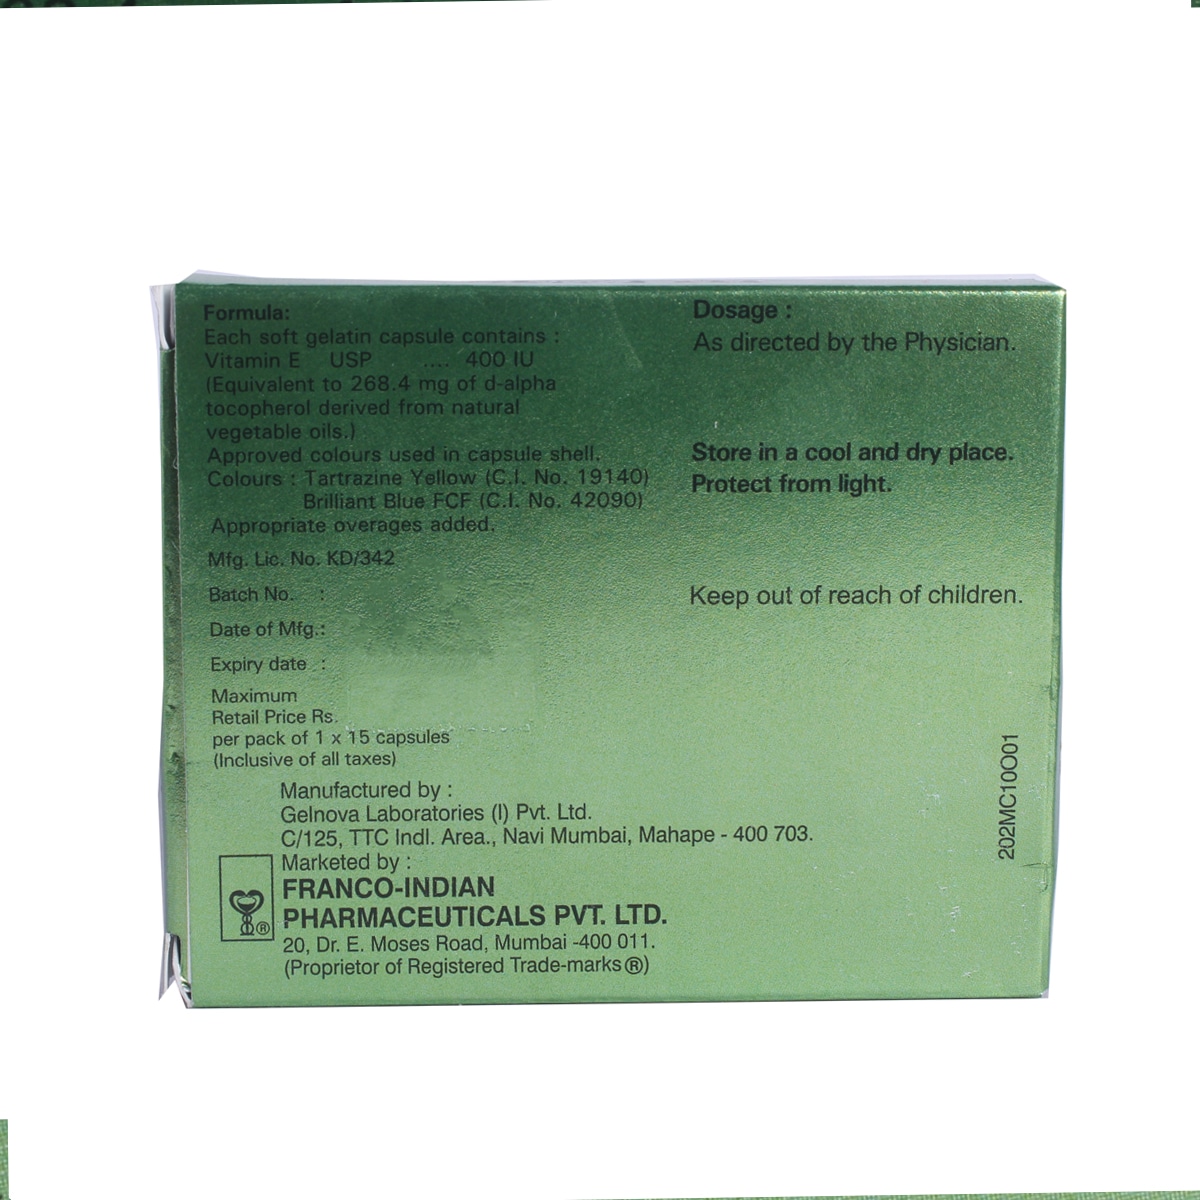 Formula:
Each soft gelatin capsule contains :
Vitamin E USP .... 400 IU
(Equivalent to 268.4 mg of d-alpha
tocopherol derived from natural
vegetable oils.)
Approved colours used in capsule shell.
Colours : Tartrazine Yellow (C.I. No. 19140)
Brilliant Blue FCF (C.I. No. 42090)
Appropriate overages added.
Mfg. Lic. No. KD/342
Batch No. :
Date of Mfg.:
Expiry date :
Maximum
Retail Price Rs.
per pack of 1 x 15 capsules
(Inclusive of all taxes)
Manufactured by :
Gelnova Laboratories (I) Pvt. Ltd.
C/125, TTC Indl. Area., Navi Mumbai, Mahape - 400 703.
Marketed by :
FRANCO-INDIAN
PHARMACEUTICALS PVT. LTD.
20, Dr. E. Moses Road, Mumbai -400 011.
(Proprietor of Registered Trade-marks ®)
®
Dosage :
As directed by the Physician.
Store in a cool and dry place.
Protect from light.
Keep out of reach of children.
202MC10O01